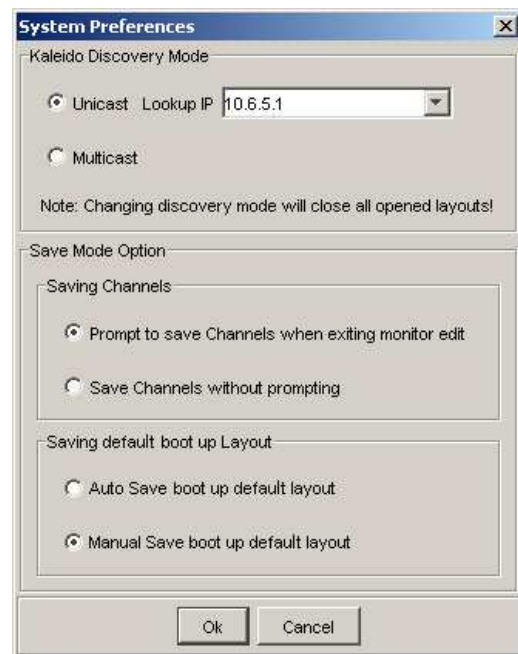 System Preferences
Kaleido Discovery Mode
Unicast Lookup IP 10.6.5.1
Multicast
Note: Changing discovery mode will close all opened layouts!
Save Mode Option
Saving Channels
Prompt to save Channels when exiting monitor edit
Save Channels without prompting
Saving default boot up Layout
Auto Save boot up default layout
Manual Save boot up default layout
Ok Cancel